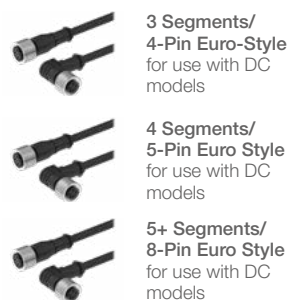 3 Segments/
4-Pin Euro-Style
for use with DC
models
4 Segments/
5-Pin Euro Style
for use with DC
models
5+ Segments/
8-Pin Euro Style
for use with DC
models